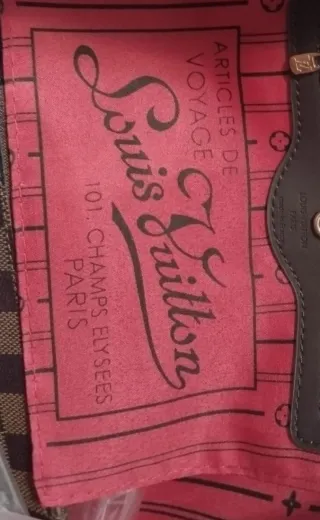 ARTICLES DE
VOYAGE
Louis Vuitton
101, CHAMPS ELYSEES
PARIS